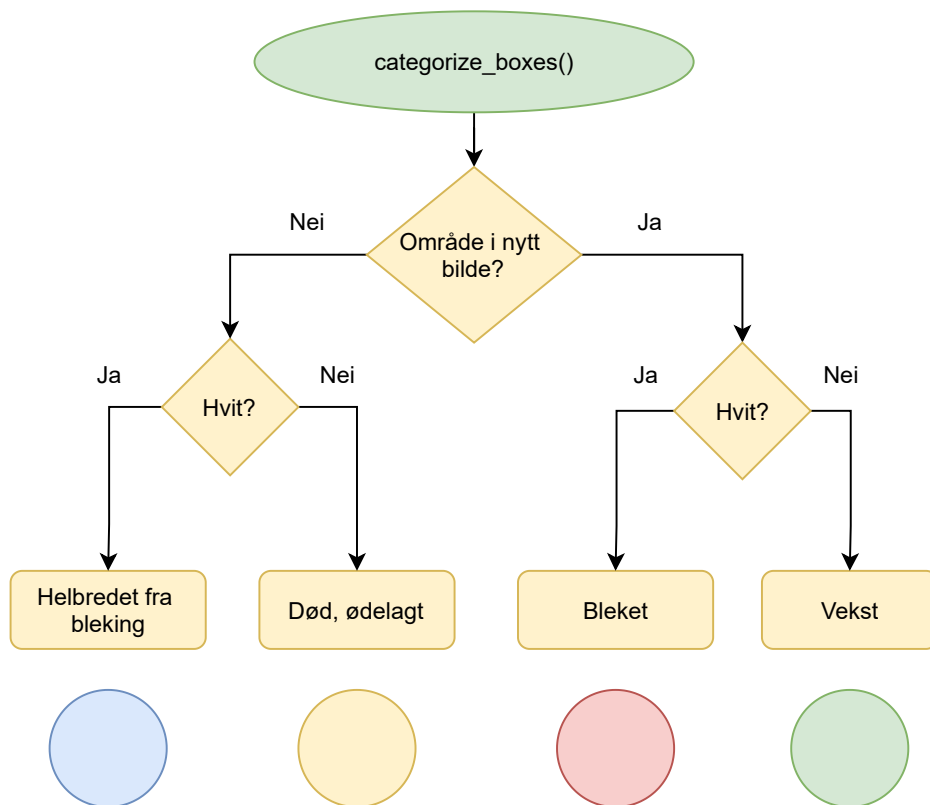 categorize_boxes()
Nei
Ja
Område i nytt
bilde?
Ja
Nei
Ja
Nei
Hvit?
Hvit?
Helbredet fra
bleking
Død, ødelagt
Bleket
Vekst